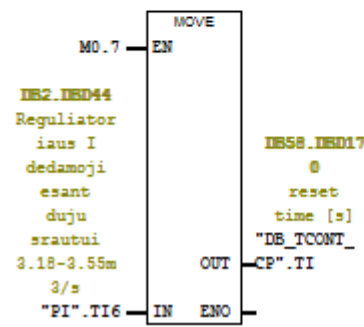 MOVE
M0.7
EN
DB2.DBD44
Reguliator
iaus I
dedamoji
esant
duju
srautui
3.18-3.55m
3/s
"PI".TI6
IN
DB58.DBD17
0
reset
time [s]
"DB_TCONT_
CP".TI
OUT
ENO